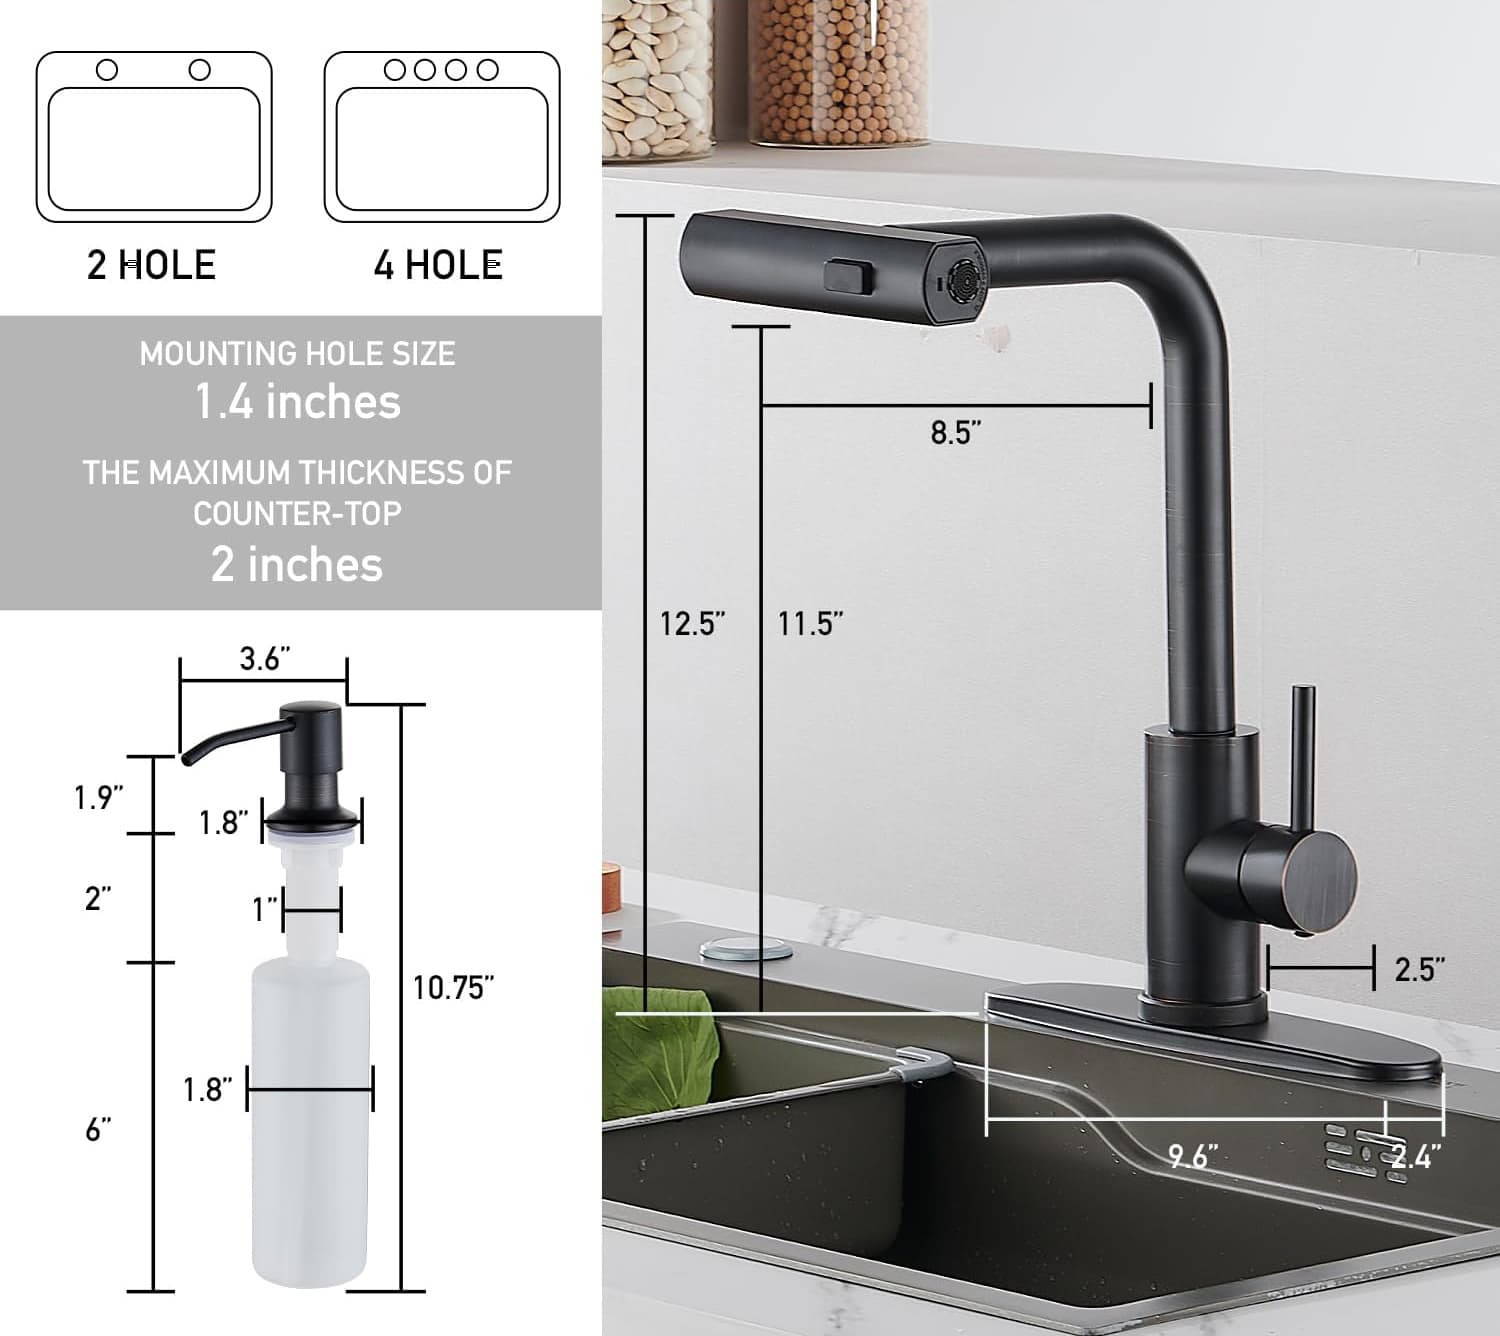 2 HOLE
4 HOLE
MOUNTING HOLE SIZE
1.4 inches
THE MAXIMUM THICKNESS OF
COUNTER-TOP
2 inches
3.6”
1.9”
1.8”
2”
1”
10.75”
1.8”
6”
8.5”
12.5”
11.5”
2.5”
9.6”
2.4”